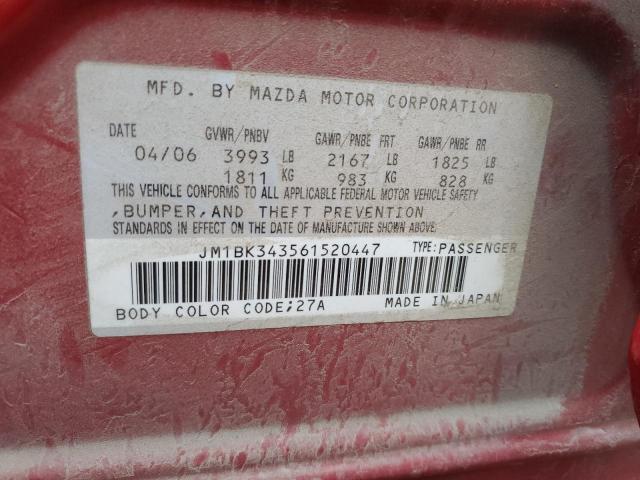 MFD. BY MAZDA MOTOR CORPORATION
DATE GVWR/PNBV GAWR/PNBE FRT GAWR/PNBE RR
04/06 3993 LB 2167 LB 1825 LB
1811 KG 983 KG 828 KG
THIS VEHICLE CONFORMS TO ALL APPLICABLE FEDERAL MOTOR VEHICLE SAFETY
,BUMPER,AND THEFT PREVENTION
STANDARDS IN EFFECT ON THE DATE OF MANUFACTURE SHOWN ABOVE.
JM1BK343561520447 TYPE:PASSENGER
BODY COLOR CODE;27A MADE IN JAPAN